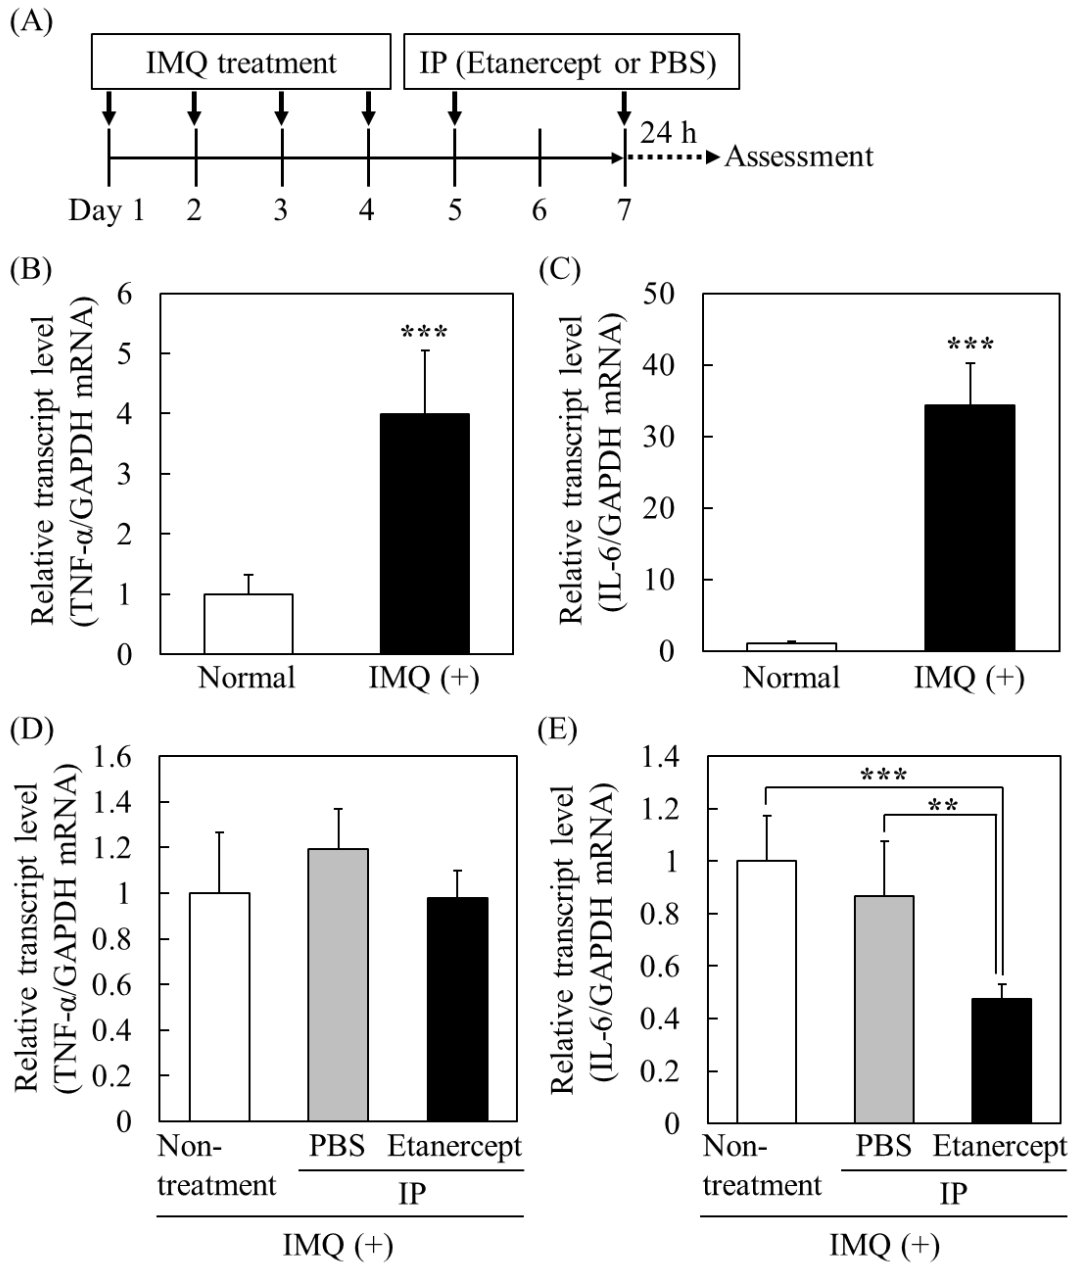 (A)
IMQ treatment
IP (Etanercept or PBS)
24 h
Assessment
Day 1 2 3 4 5 6 7
(B)
Relative transcript level
(TNF-α/GAPDH mRNA)
6
5
4
3
2
1
0
***
Normal IMQ (+)
(C)
Relative transcript level
(IL-6/GAPDH mRNA)
50
40
30
20
10
0
***
Normal IMQ (+)
(D)
Relative transcript level
(TNF-α/GAPDH mRNA)
1.6
1.4
1.2
1
0.8
0.6
0.4
0.2
0
Non-
treatment
PBS Etanercept
IP
IMQ (+)
(E)
Relative transcript level
(IL-6/GAPDH mRNA)
1.4
1.2
1
0.8
0.6
0.4
0.2
0
***
**
Non-
treatment
PBS Etanercept
IP
IMQ (+)